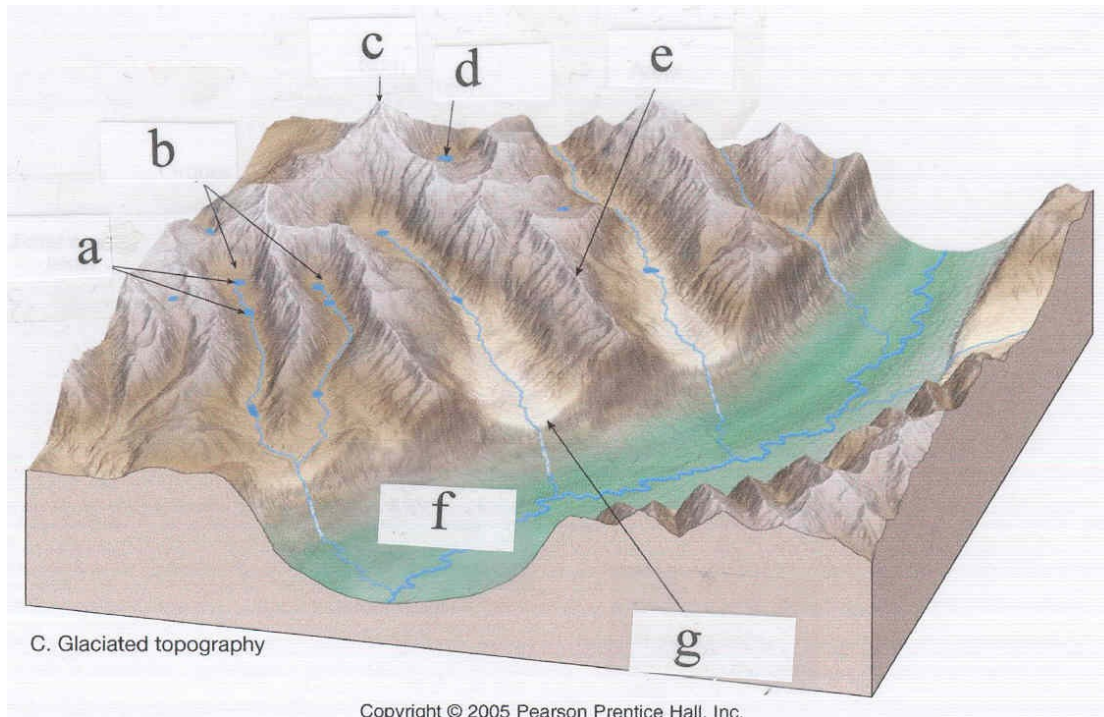 c
d
e
b
a
f
g
C. Glaciated topography
Copyright © 2005 Pearson Prentice Hall, Inc.